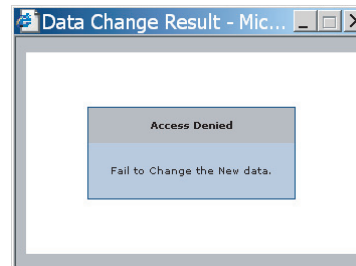 Data Change Result - Mic...
Access Denied
Fail to Change the New data.